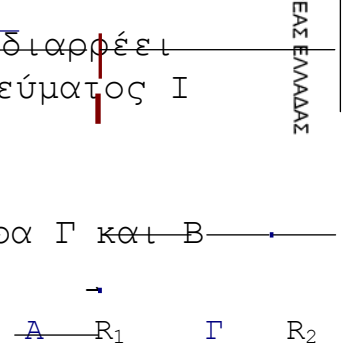 διαρρέει
εύματος Ι
ΕΑΣ ΕΛΛΑΔΑΣ
ρα Γ και Β
Α R₁ Γ R₂